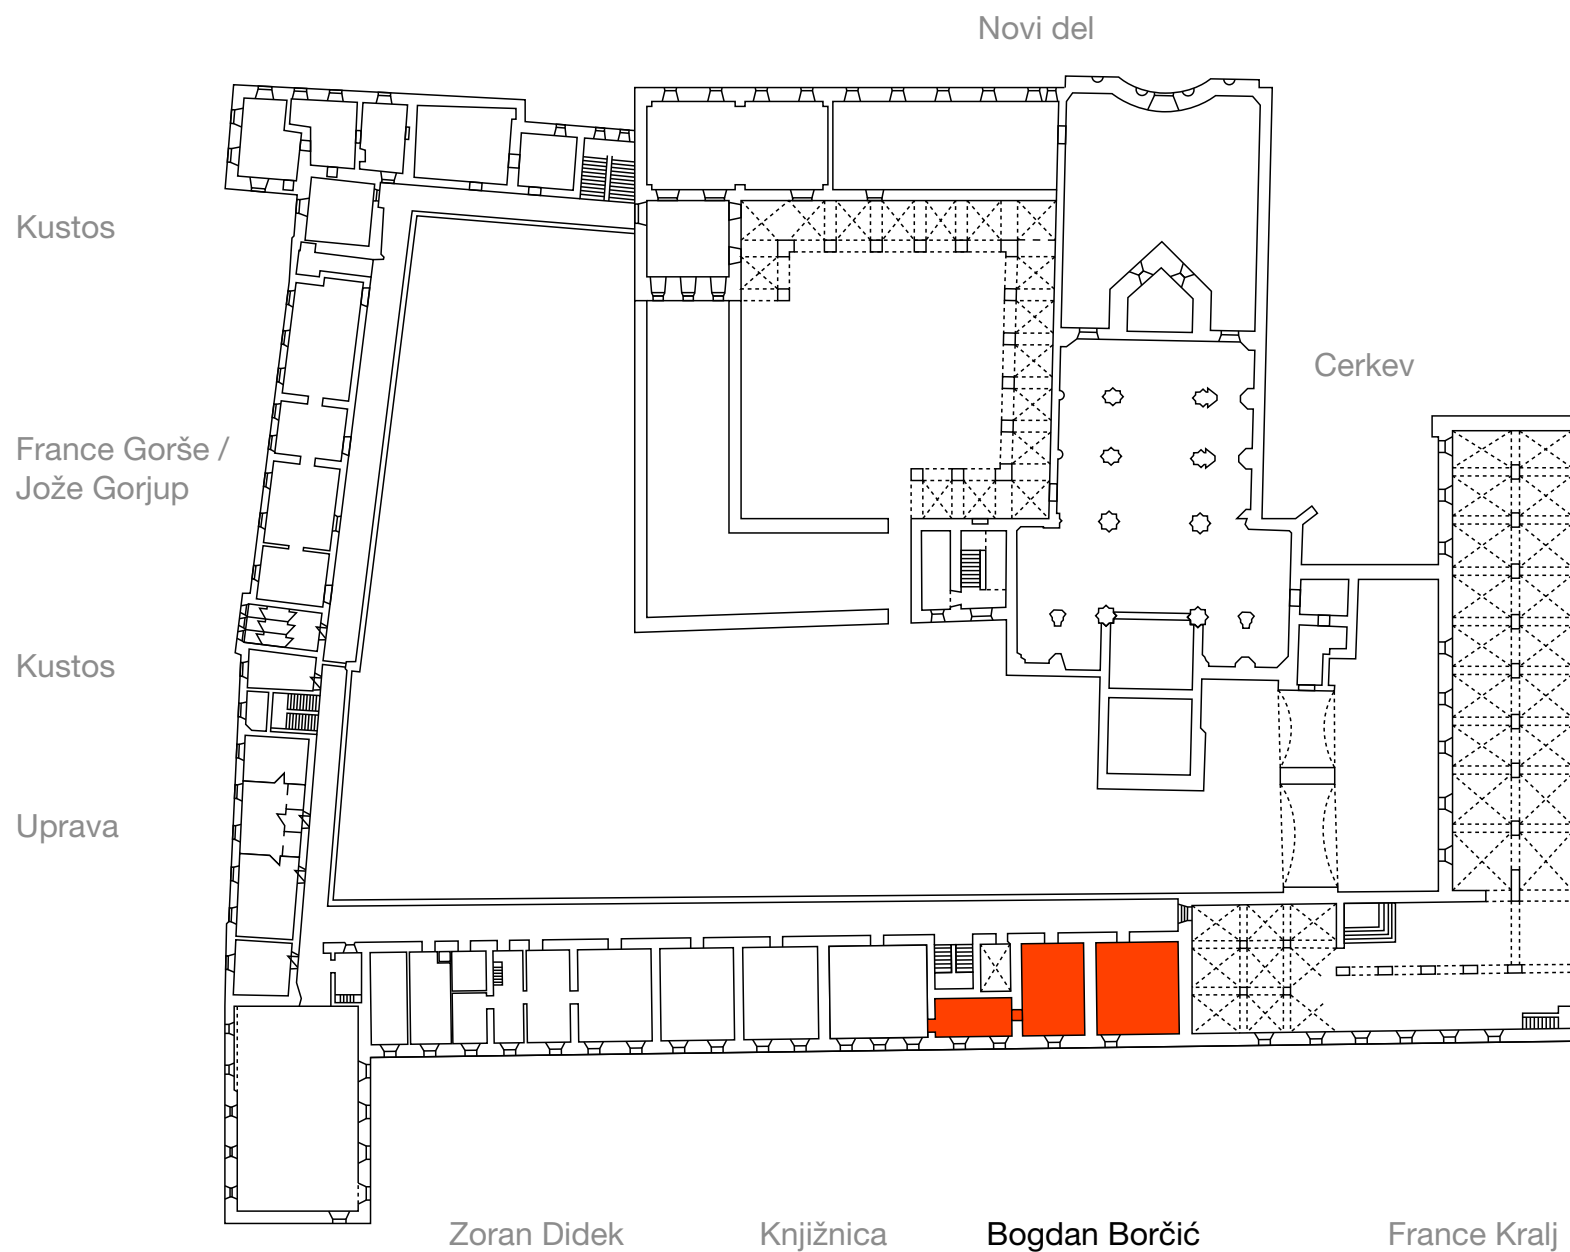 Novi del
Kustos
Cerkev
France Gorše /
Jože Gorjup
Kustos
Uprava
Zoran Didek
Knjižnica
Bogdan Borčić
France Kralj